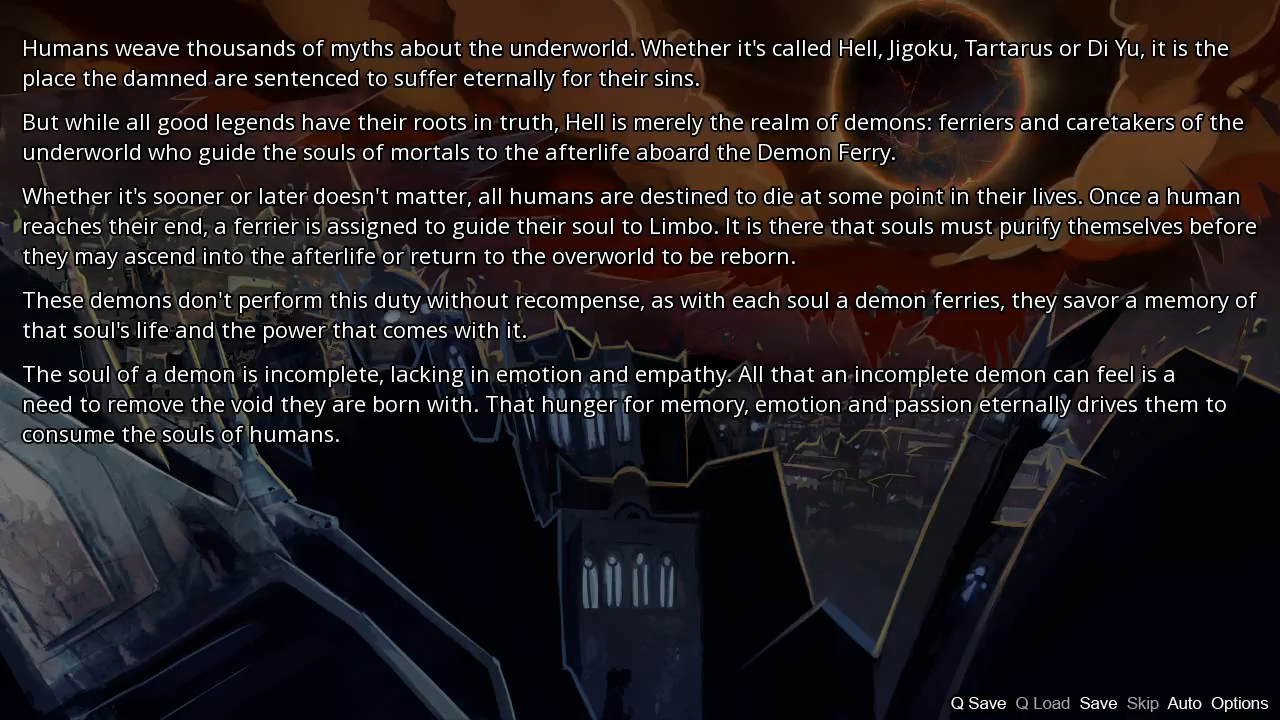 Humans weave thousands of myths about the underworld. Whether it's called Hell, Jigoku, Tartarus or Di Yu, it is the
place the damned are sentenced to suffer eternally for their sins.
But while all good legends have their roots in truth, Hell is merely the realm of demons: ferriers and caretakers of the
underworld who guide the souls of mortals to the afterlife aboard the Demon Ferry.
Whether it's sooner or later doesn't matter, all humans are destined to die at some point in their lives. Once a human
reaches their end, a ferrier is assigned to guide their soul to Limbo. It is there that souls must purify themselves before
they may ascend into the afterlife or return to the overworld to be reborn.
These demons don't perform this duty without recompense, as with each soul a demon ferries, they savor a memory of
that soul's life and the power that comes with it.
The soul of a demon is incomplete, lacking in emotion and empathy. All that an incomplete demon can feel is a
need to remove the void they are born with. That hunger for memory, emotion and passion eternally drives them to
consume the souls of humans.
Q Save Q Load Save Skip Auto Options